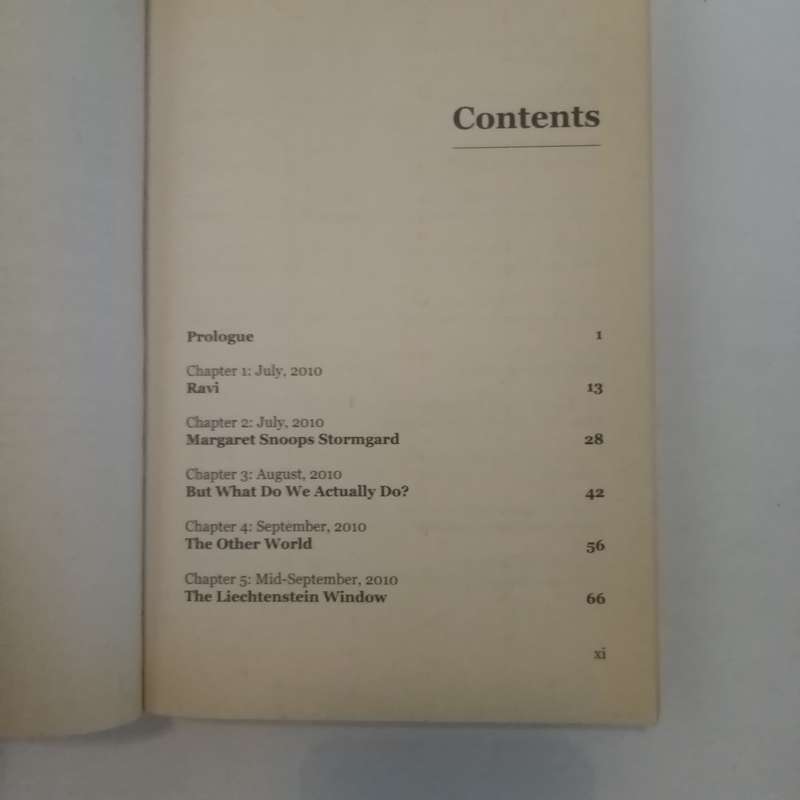 Contents
Prologue 1
Chapter 1: July, 2010
Ravi 13
Chapter 2: July, 2010
Margaret Snoops Stormgard 28
Chapter 3: August, 2010
But What Do We Actually Do? 42
Chapter 4: September, 2010
The Other World 56
Chapter 5: Mid-September, 2010
The Liechtenstein Window 66
xi